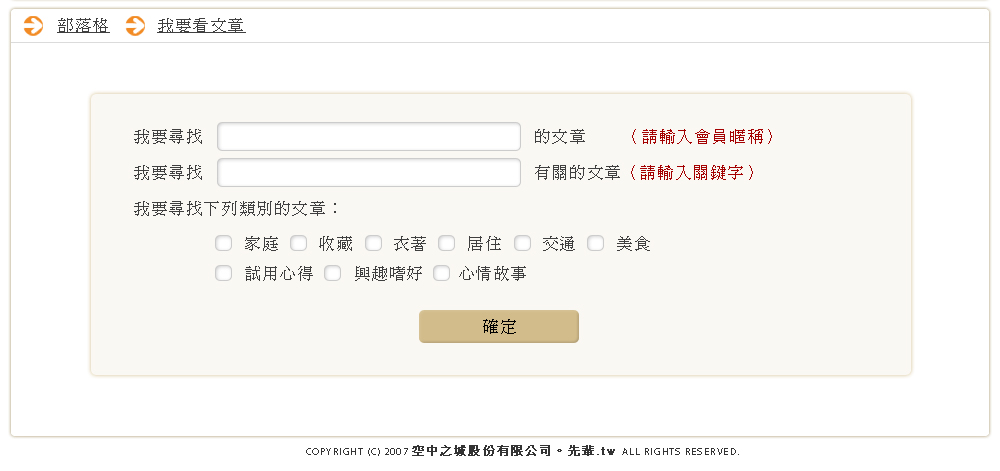 部落格 我要看文章
我要尋找 的文章 （請輸入會員暱稱）
我要尋找 有關的文章（請輸入關鍵字）
我要尋找下列類別的文章：
家庭 收藏 衣著 居住 交通 美食
試用心得 興趣嗜好 心情故事
確定
COPYRIGHT (C) 2007 空中之城股份有限公司。先輩.tw ALL RIGHTS RESERVED.